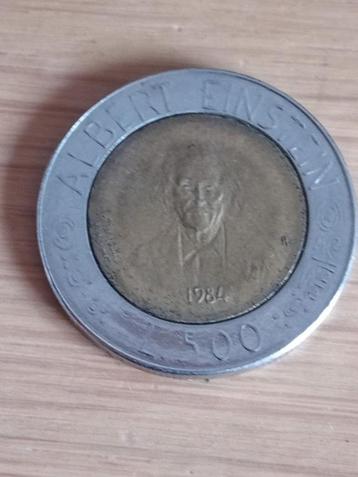 ALBERT EINSTEIN
1984
R
L. 500